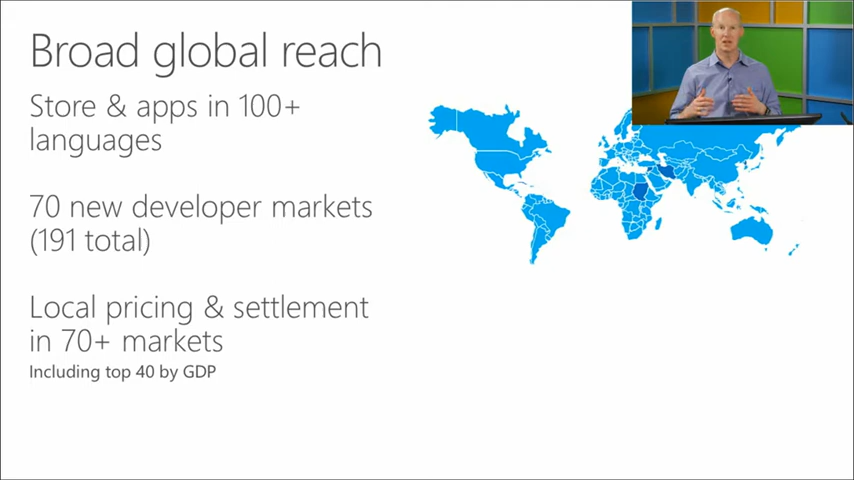 Broad global reach
Store & apps in 100+
languages
70 new developer markets
(191 total)
Local pricing & settlement
in 70+ markets
Including top 40 by GDP